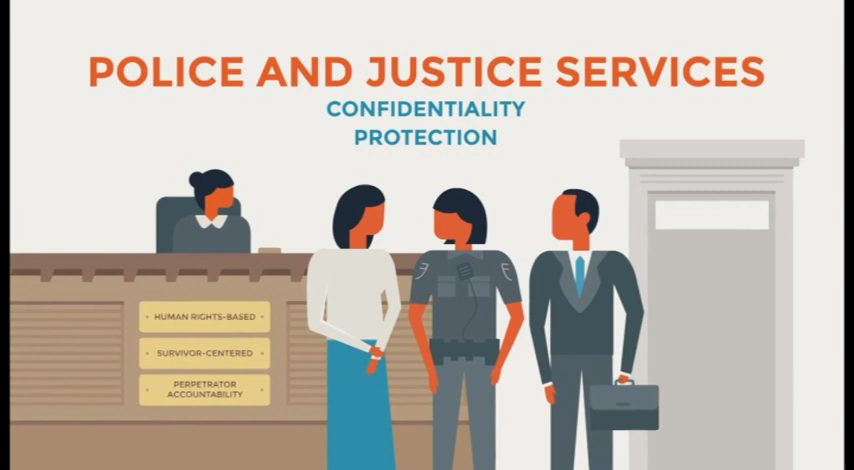 POLICE AND JUSTICE SERVICES
CONFIDENTIALITY
PROTECTION
HUMAN RIGHTS-BASED
SURVIVOR-CENTERED
PERPETRATOR
ACCOUNTABILITY